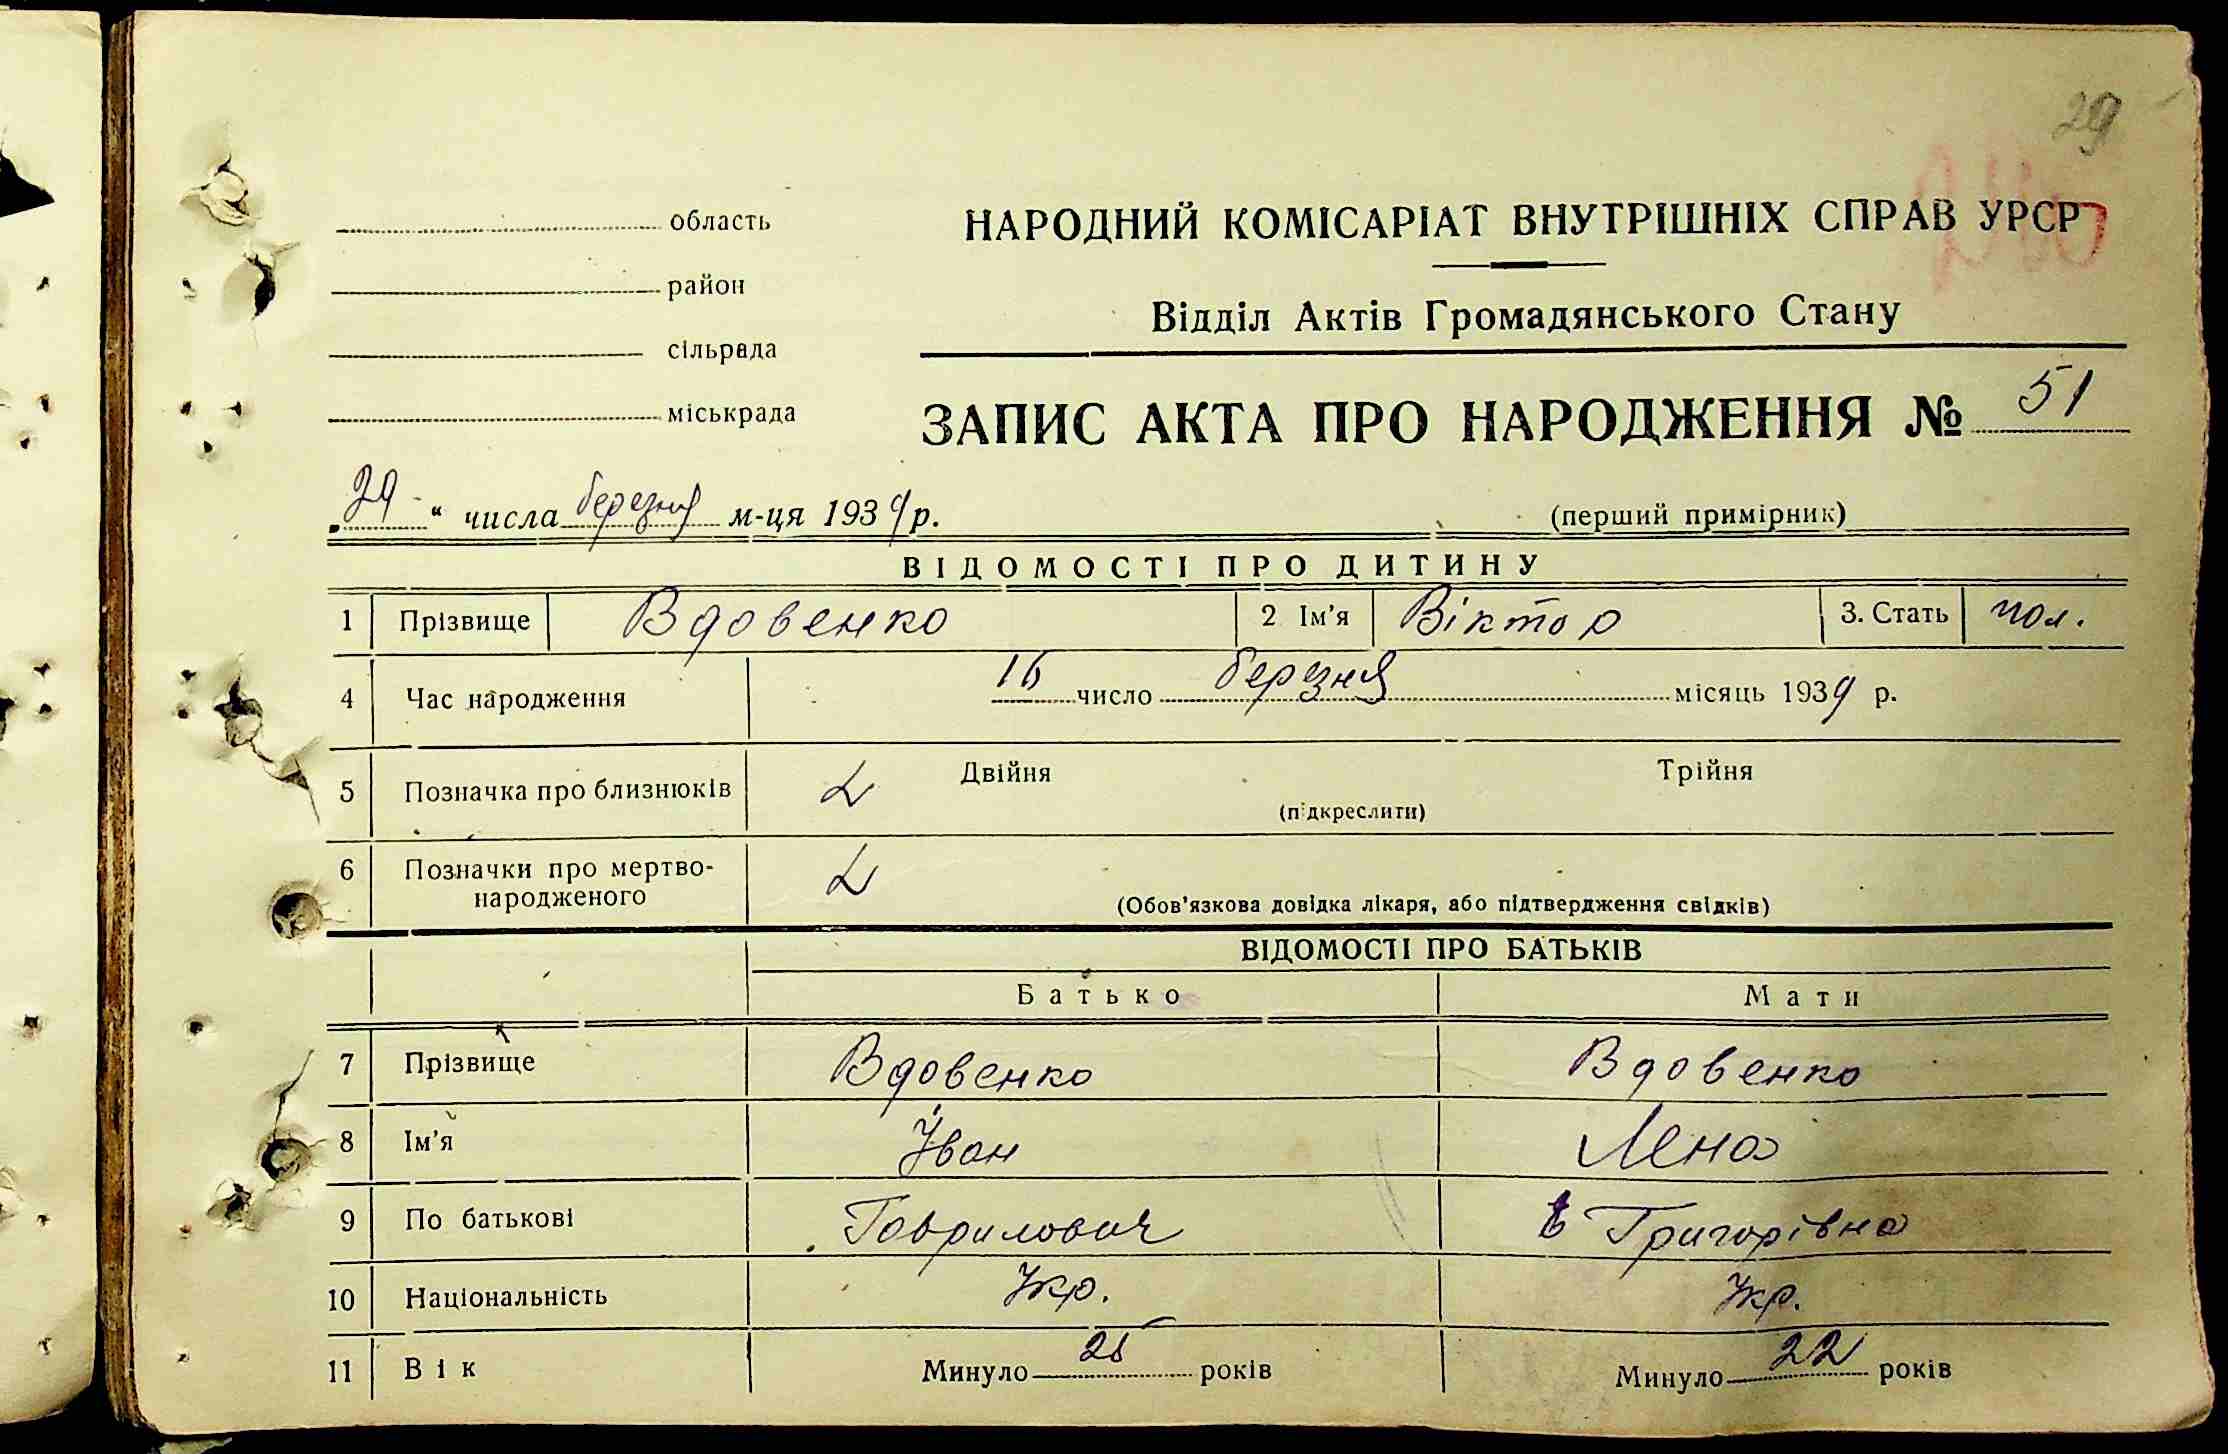 29
область
НАРОДНИЙ КОМІСАРІАТ ВНУТРІШНІХ СПРАВ УРСР
район
Відділ Актів Громадянського Стану
сільрада
міськрада
ЗАПИС АКТА ПРО НАРОДЖЕННЯ № 51
„29“ числа березня м-ця 1939 р.
(перший примірник)
ВІДОМОСТІ ПРО ДИТИНУ
1 Прізвище Вдовенко 2 Ім'я Віктор 3. Стать чол.
4 Час народження 16 число березня місяць 1939 р.
5 Позначка про близнюків Двійня Трійня
(підкреслити)
6 Позначки про мертво-
народженого
(Обов'язкова довідка лікаря, або підтвердження свідків)
ВІДОМОСТІ ПРО БАТЬКІВ
Батько Мати
7 Прізвище Вдовенко Вдовенко
8 Ім'я Іван Лена
9 По батькові Гаврилович Григорівна
10 Національність Укр. Укр.
11 Вік Минуло 25 років Минуло 22 років